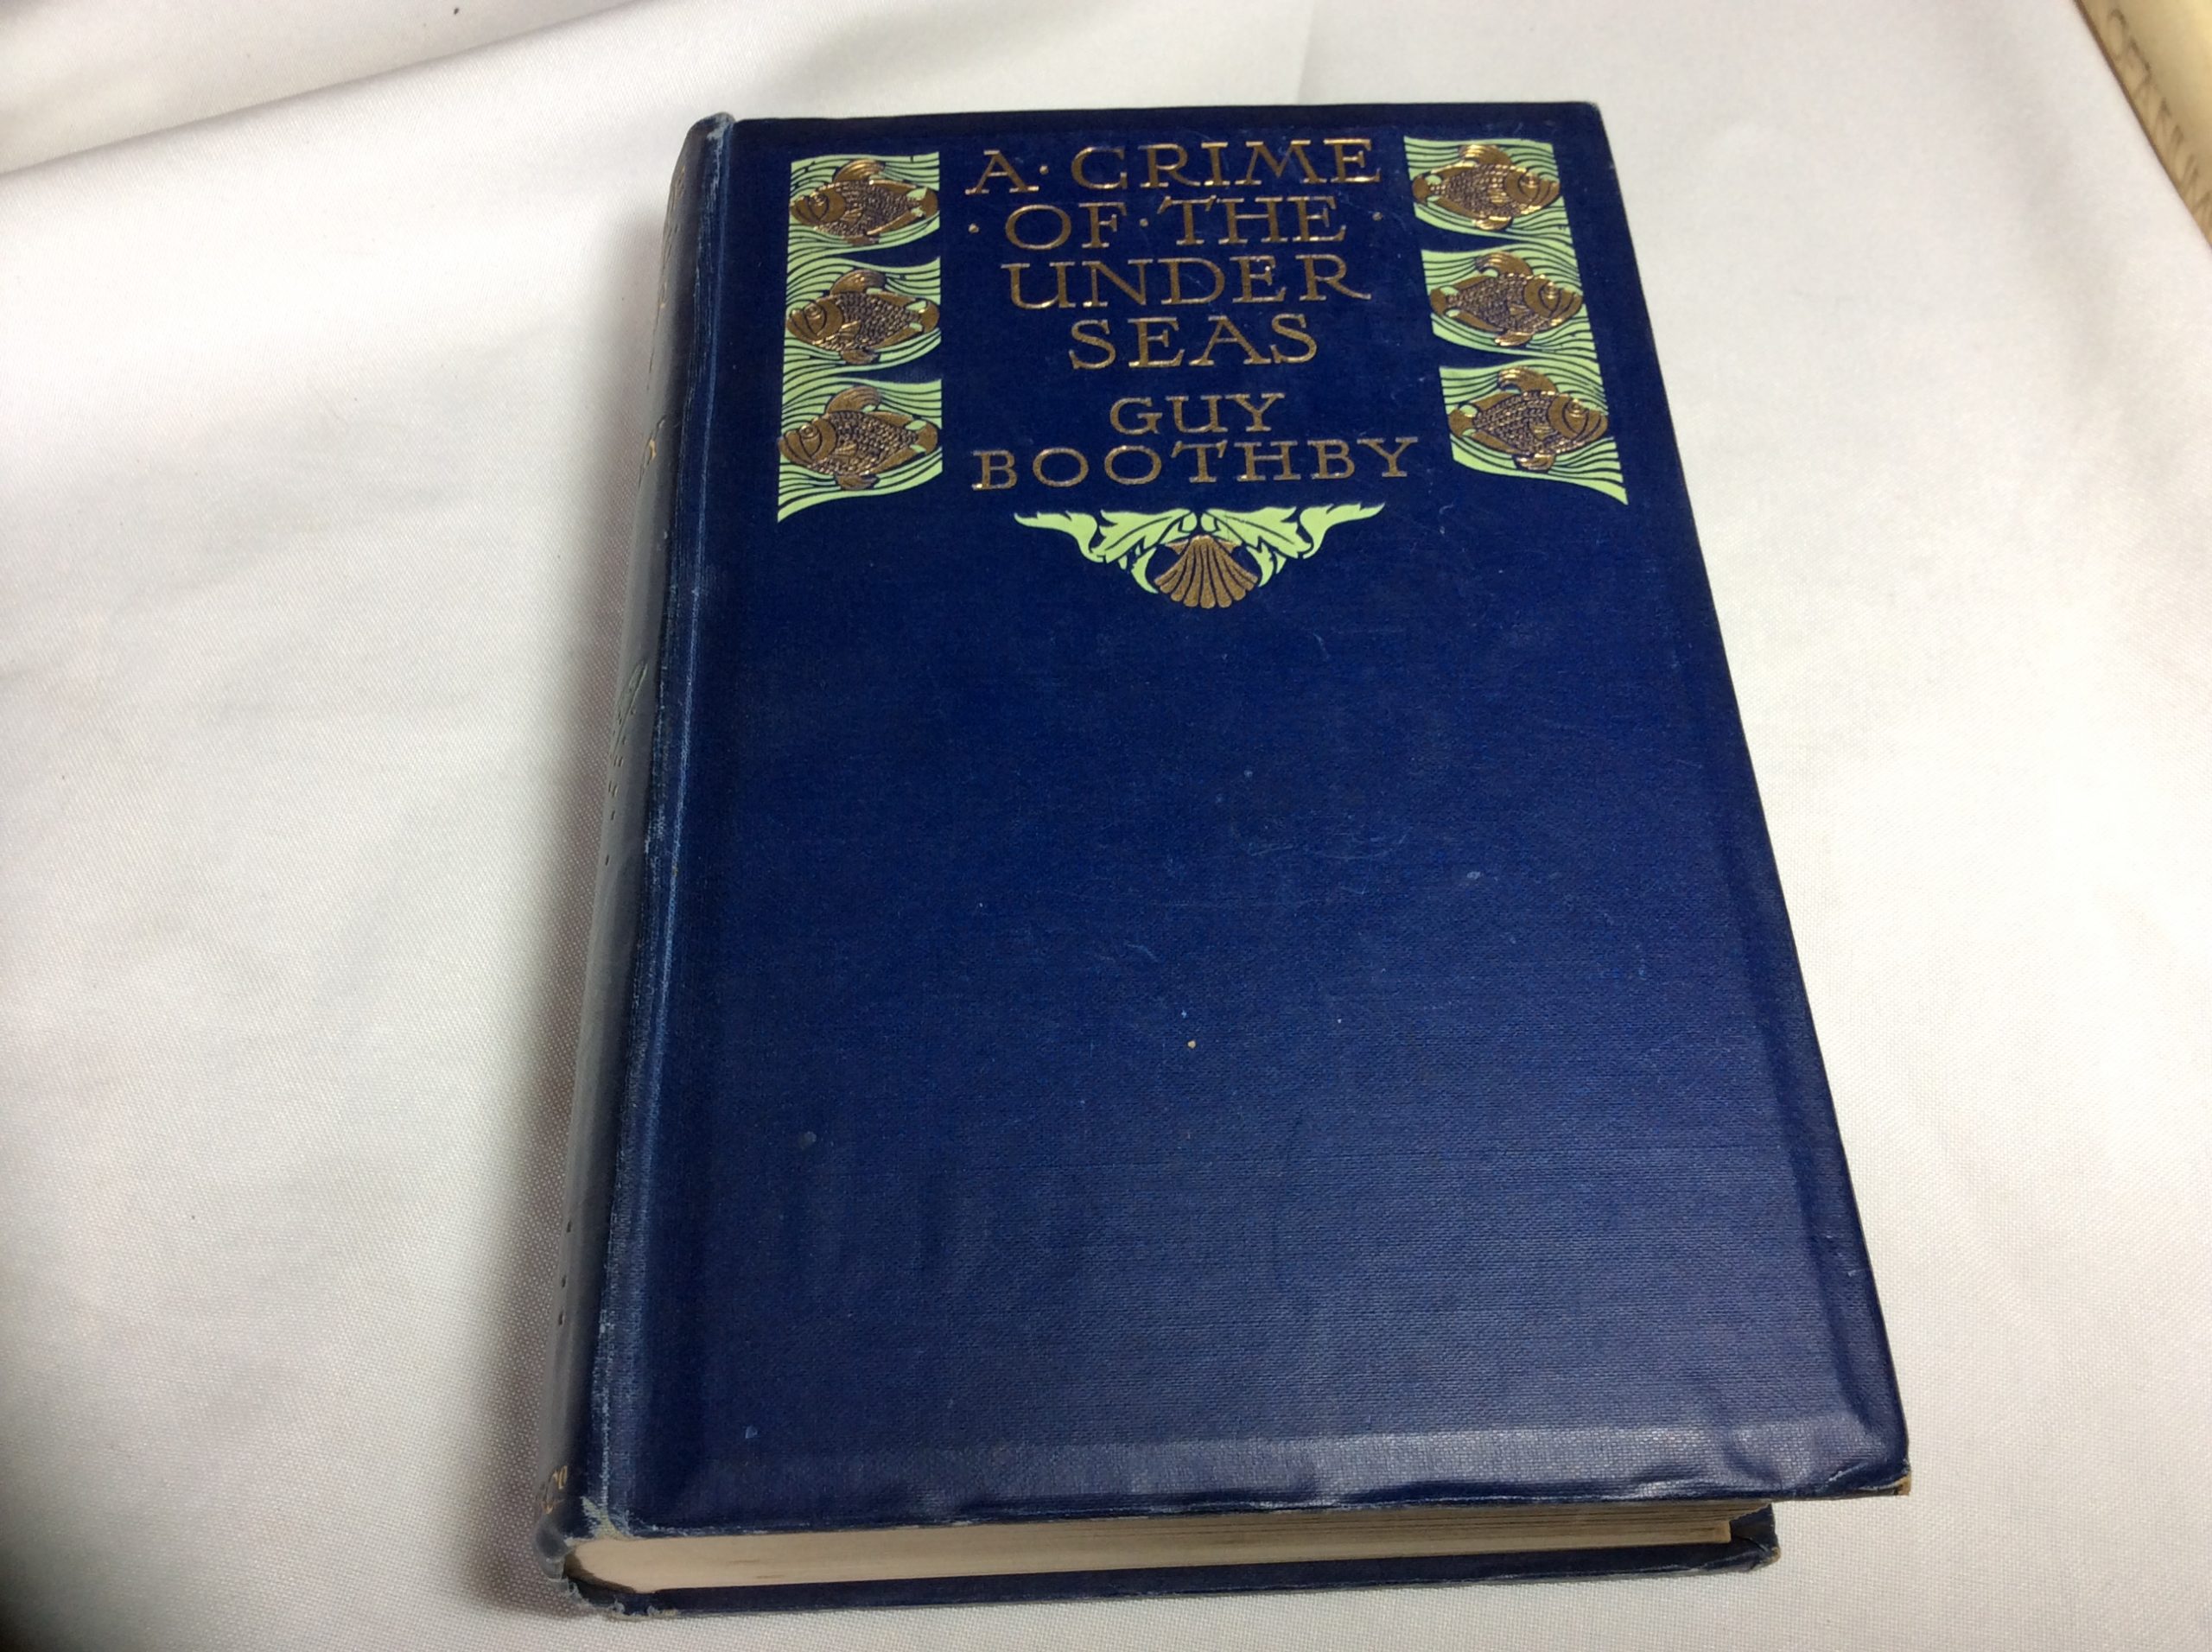 A· CRIME
· OF · THE ·
UNDER
SEAS
GUY
BOOTHBY